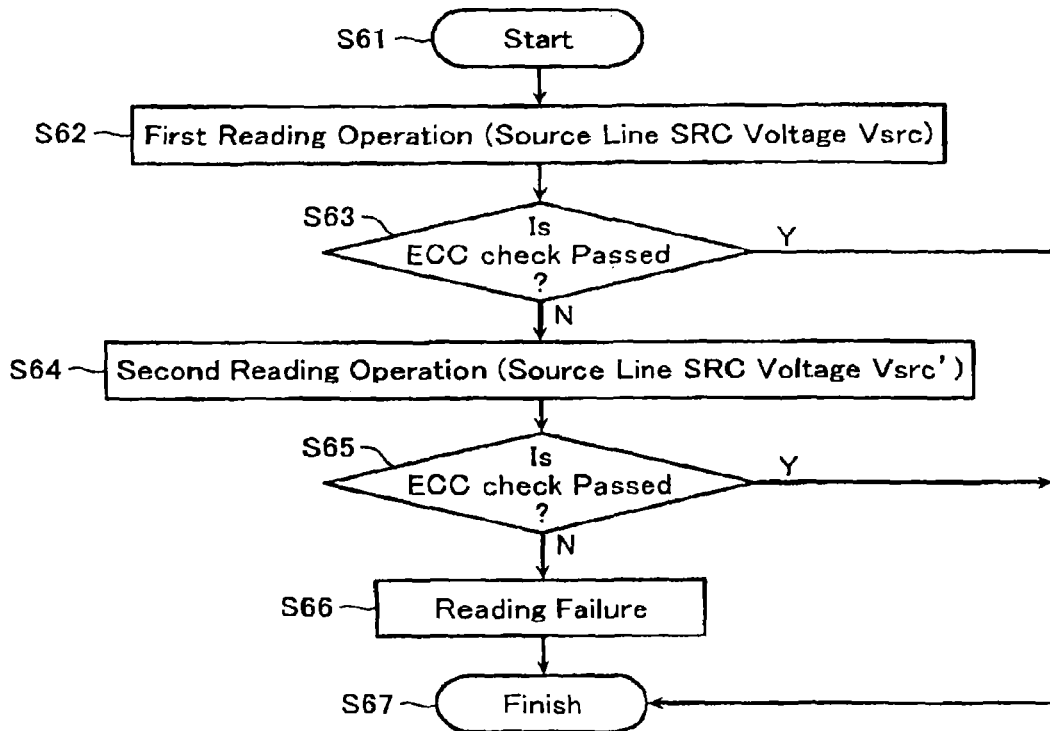 S61 Start
S62 First Reading Operation (Source Line SRC Voltage Vsrc)
S63 Is
ECC check Passed Y
?
N
S64 Second Reading Operation (Source Line SRC Voltage Vsrc')
S65 Is
ECC check Passed Y
?
N
S66 Reading Failure
S67 Finish